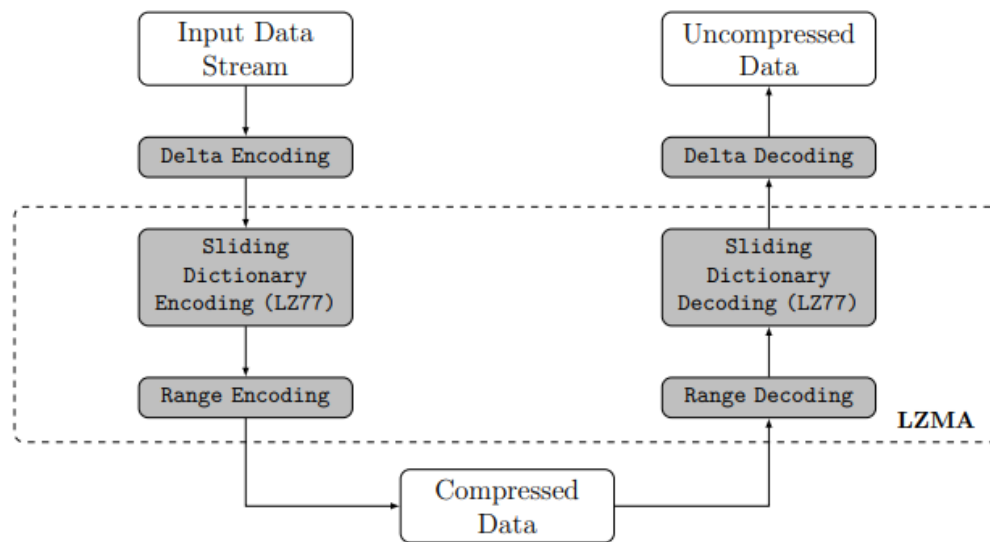 Input Data
Stream
Delta Encoding
Sliding
Dictionary
Encoding (LZ77)
Range Encoding
Compressed
Data
Range Decoding
Sliding
Dictionary
Decoding (LZ77)
Delta Decoding
Uncompressed
Data
LZMA